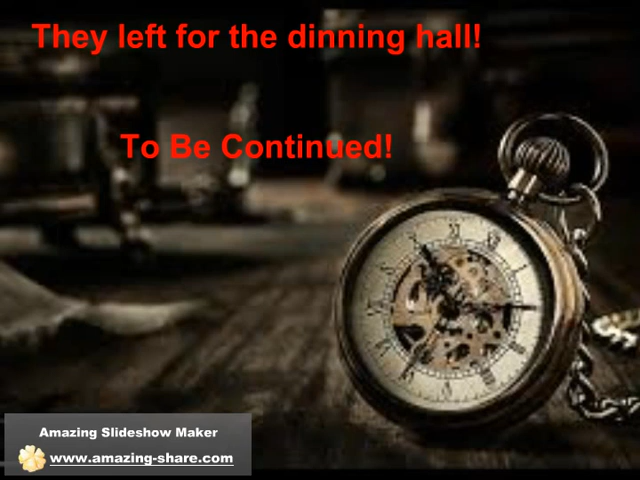 They left for the dinning hall!
To Be Continued!
Amazing Slideshow Maker
www.amazing-share.com